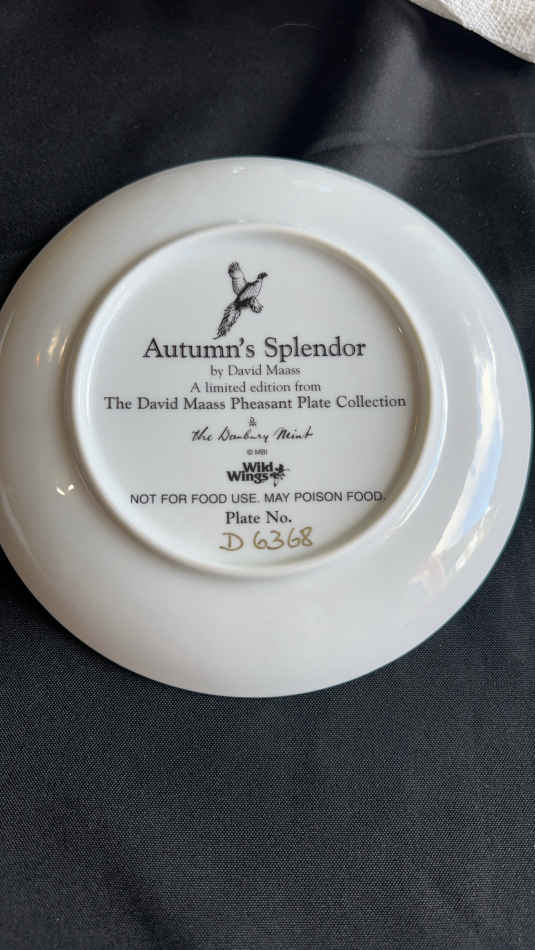 Autumn's Splendor
by David Maass
A limited edition from
The David Maass Pheasant Plate Collection
the Danbury Mint
© MBI
Wild
Wings
NOT FOR FOOD USE. MAY POISON FOOD.
Plate No.
D 6368